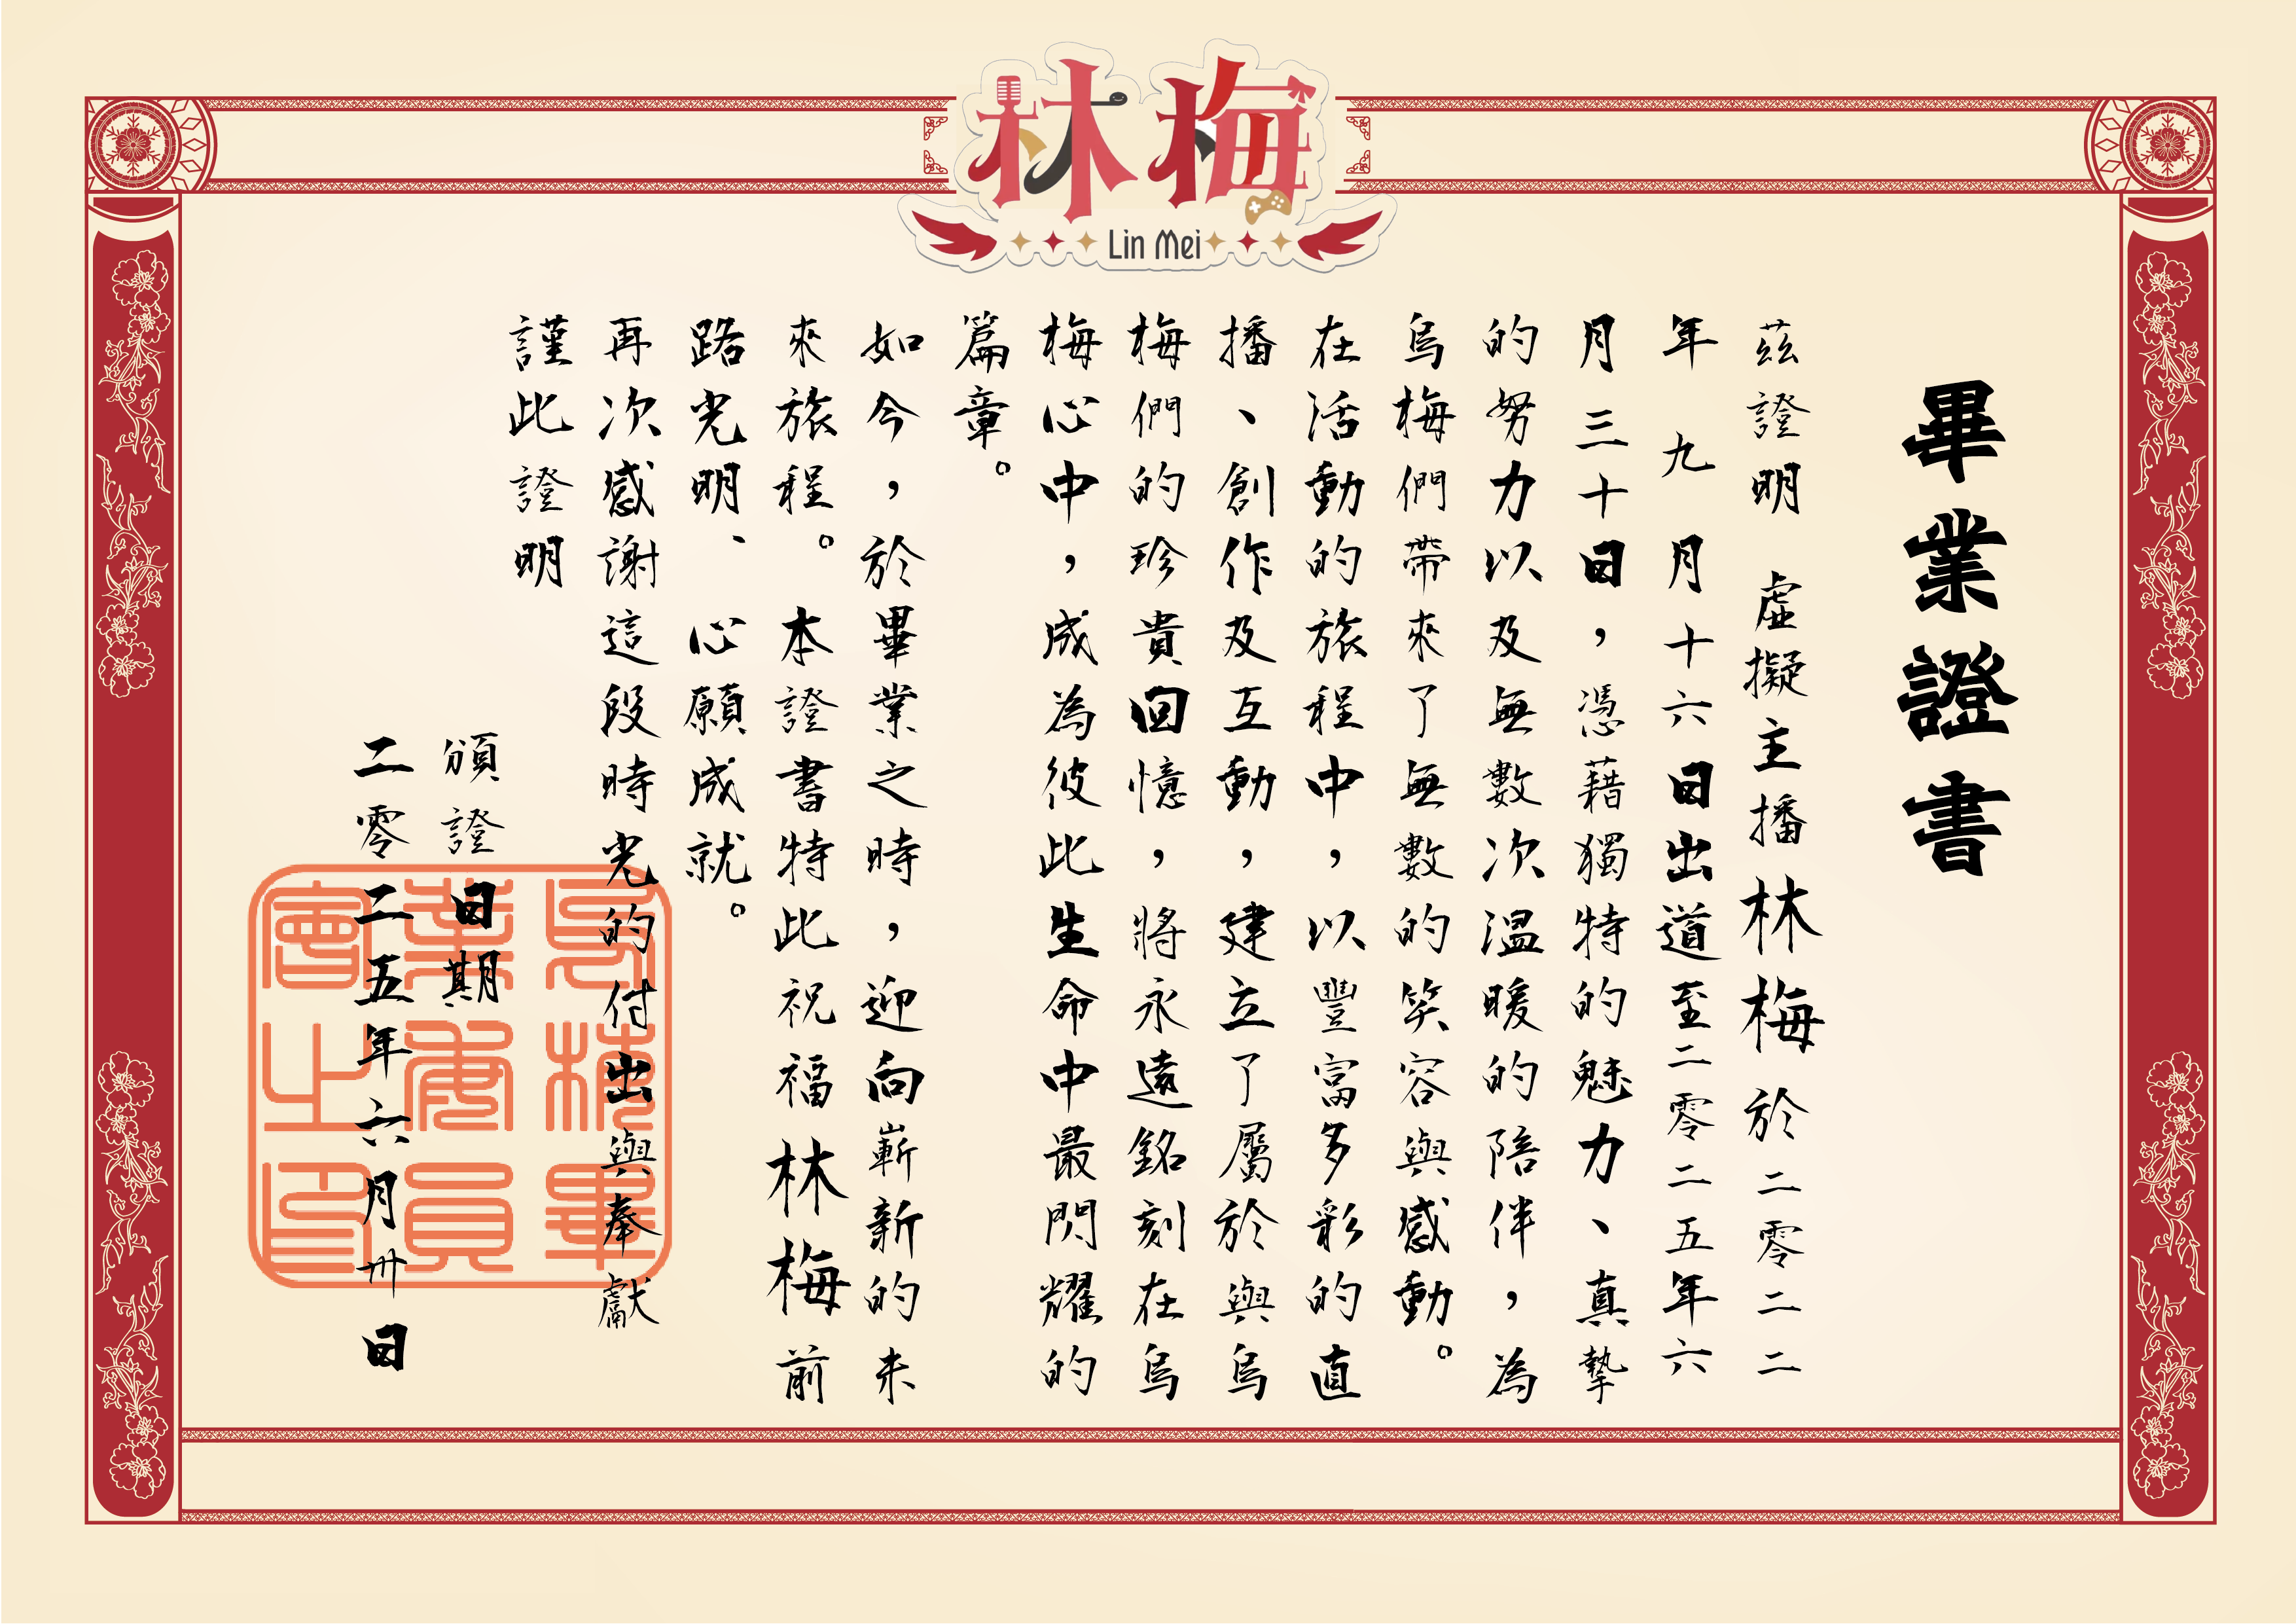 林梅
Lin Mei
畢業證書
茲證明 虛擬主播林梅於二零二二
年九月十六日出道至二零二五年六
月三十日，憑藉獨特的魅力、真摯
的努力以及無數次溫暖的陪伴，為
烏梅們帶來了無數的笑容與感動。
在活動的旅程中，以豐富多彩的直
播、創作及互動，建立了屬於與烏
梅們的珍貴回憶，將永遠銘刻在烏
梅心中，成為彼此生命中最閃耀的
篇章。
如今，於畢業之時，迎向嶄新的未
來旅程。本證書特此祝福林梅前
路光明、心願成就。
再次感謝這段時光的付出與奉獻
謹此證明
頒證日期
二零二五年六月卅日
烏梅畢
業委員
會之印